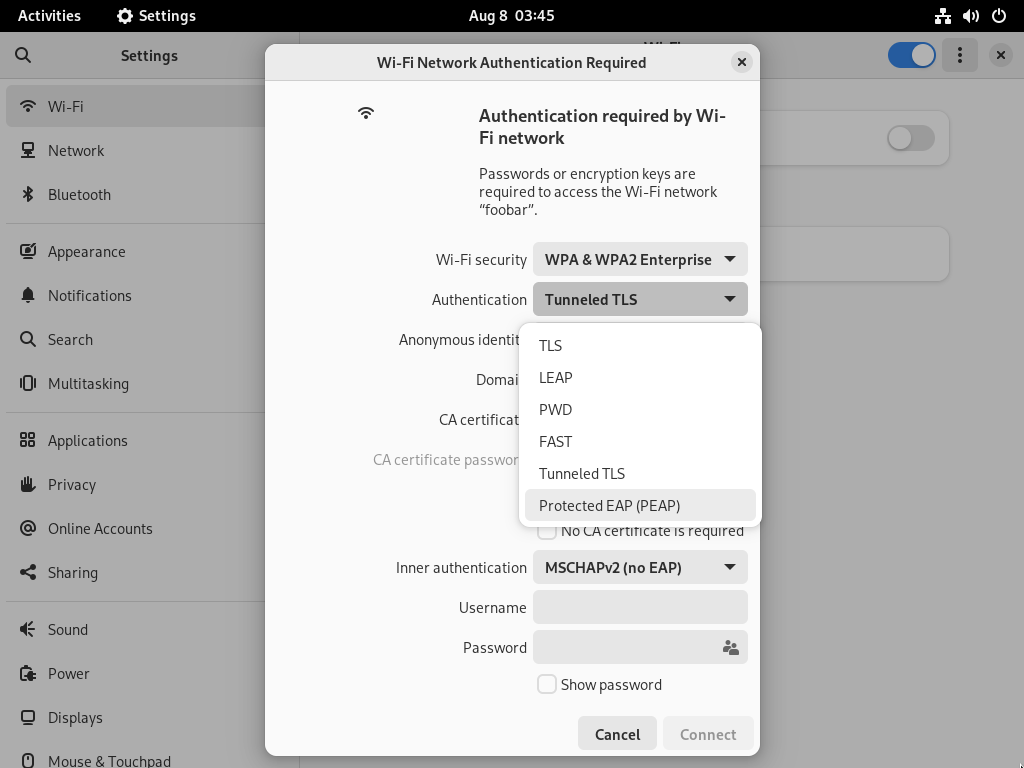 Activities
Settings
Aug 8 03:45
Settings
Wi-Fi Network Authentication Required
Wi-Fi
Network
Bluetooth
Appearance
Notifications
Search
Multitasking
Applications
Privacy
Online Accounts
Sharing
Sound
Power
Displays
Mouse & Touchpad
Authentication required by Wi-
Fi network
Passwords or encryption keys are
required to access the Wi-Fi network
“foobar”.
Wi-Fi security
WPA & WPA2 Enterprise
Authentication
Tunneled TLS
Anonymous identit
Domai
CA certificat
CA certificate passwor
TLS
LEAP
PWD
FAST
Tunneled TLS
Protected EAP (PEAP)
No CA certificate is required
Inner authentication
MSCHAPv2 (no EAP)
Username
Password
Show password
Cancel
Connect